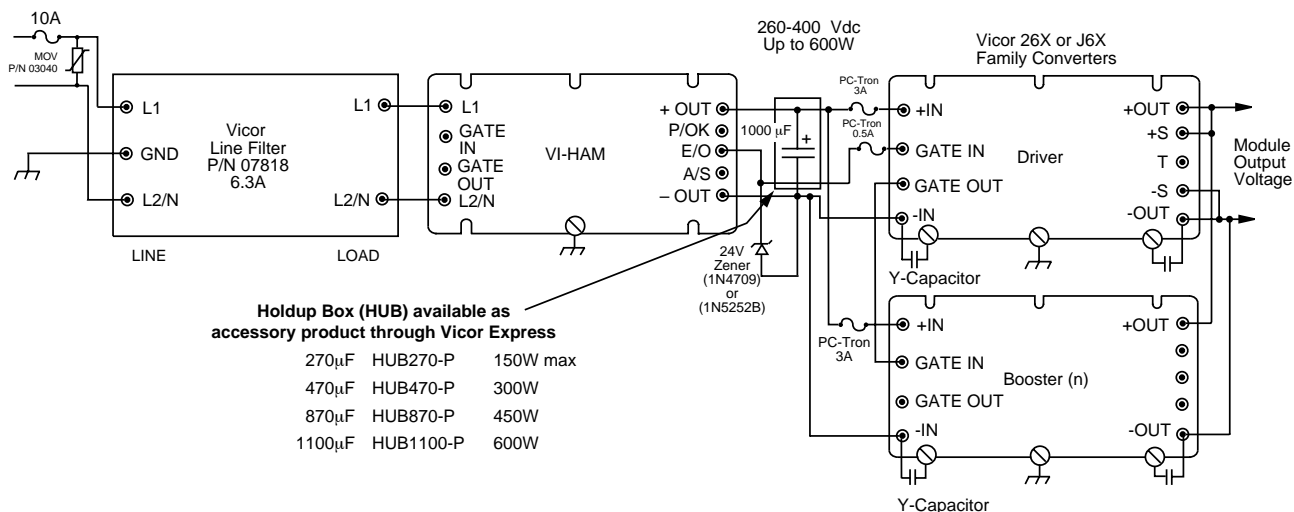 10A
MOV
P/N 03040
L1
GND
L2/N
Vicor
Line Filter
P/N 07818
6.3A
L1
L2/N
LINE
LOAD
L1
GATE
IN
GATE
OUT
L2/N
VI-HAM
+ OUT
P/OK
E/O
A/S
– OUT
260-400 Vdc
Up to 600W
1000 μF
+
24V
Zener
(1N4709)
or
(1N5252B)
PC-Tron
3A
PC-Tron
0.5A
Vicor 26X or J6X
Family Converters
+IN
GATE IN
GATE OUT
-IN
Driver
+OUT
+S
T
-S
-OUT
Module
Output
Voltage
Y-Capacitor
PC-Tron
3A
+IN
GATE IN
GATE OUT
-IN
Booster (n)
+OUT
-OUT
Y-Capacitor
Holdup Box (HUB) available as
accessory product through Vicor Express
270μF HUB270-P 150W max
470μF HUB470-P 300W
870μF HUB870-P 450W
1100μF HUB1100-P 600W